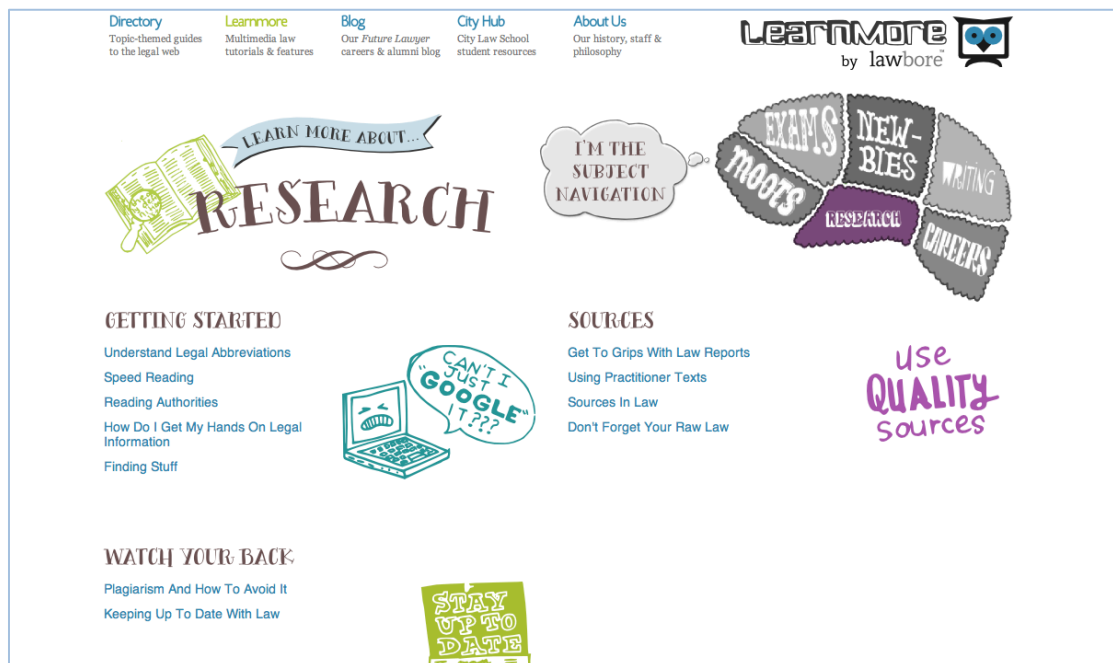 Directory
Topic-themed guides
to the legal web
Learnmore
Multimedia law
tutorials & features
Blog
Our Future Lawyer
careers & alumni blog
City Hub
City Law School
student resources
About Us
Our history, staff &
philosophy
LearnMore
by lawbore™
LEARN MORE ABOUT...
RESEARCH
I'M THE
SUBJECT
NAVIGATION
EXAMS
NEW-
BIES
WRITING
MOOTS
RESEARCH
CAREERS
GETTING STARTED
Understand Legal Abbreviations
Speed Reading
Reading Authorities
How Do I Get My Hands On Legal
Information
Finding Stuff
CAN'T I
JUST
"GOOGLE"
IT???
SOURCES
Get To Grips With Law Reports
Using Practitioner Texts
Sources In Law
Don't Forget Your Raw Law
USE
QUALITY
sources
WATCH YOUR BACK
Plagiarism And How To Avoid It
Keeping Up To Date With Law
STAY
UP TO
DATE